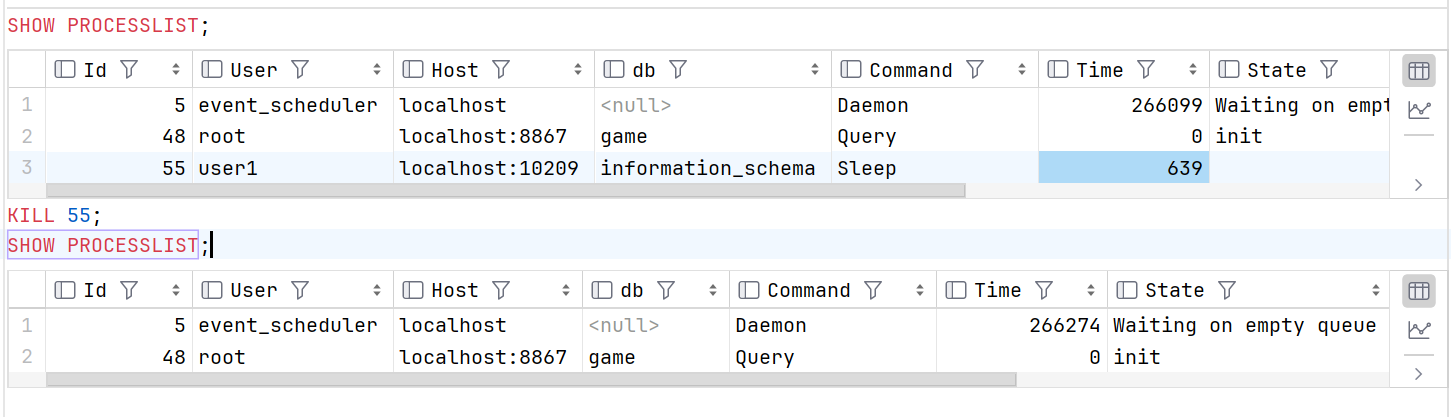 SHOW PROCESSLIST;
Id User Host db Command Time State
1 5 event_scheduler localhost <null> Daemon 266099 Waiting on empt
2 48 root localhost:8867 game Query 0 init
3 55 user1 localhost:10209 information_schema Sleep 639
KILL 55;
SHOW PROCESSLIST;
Id User Host db Command Time State
1 5 event_scheduler localhost <null> Daemon 266274 Waiting on empty queue
2 48 root localhost:8867 game Query 0 init